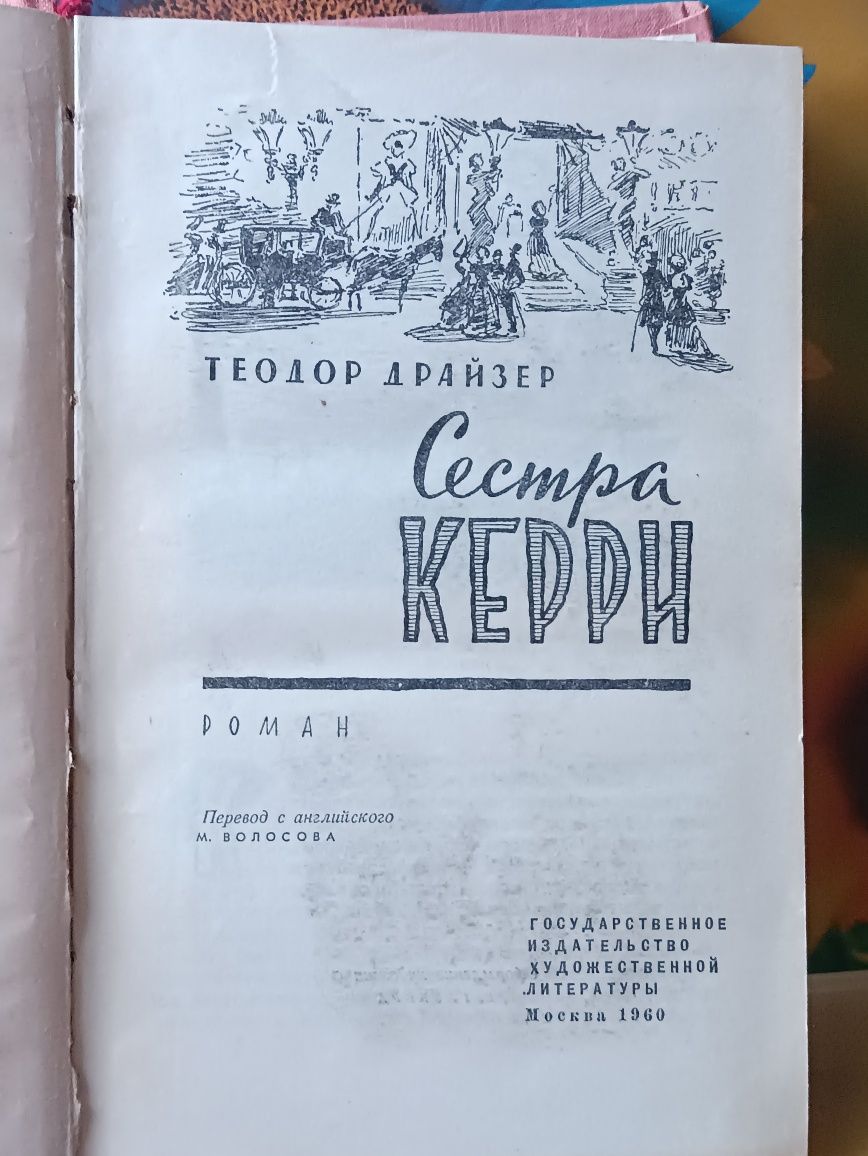 ТЕОДОР ДРАЙЗЕР
Сестра
КЕРРИ
РОМАН
Перевод с английского
М. ВОЛОСОВА
ГОСУДАРСТВЕННОЕ
ИЗДАТЕЛЬСТВО
ХУДОЖЕСТВЕННОЙ
ЛИТЕРАТУРЫ
Москва 1960